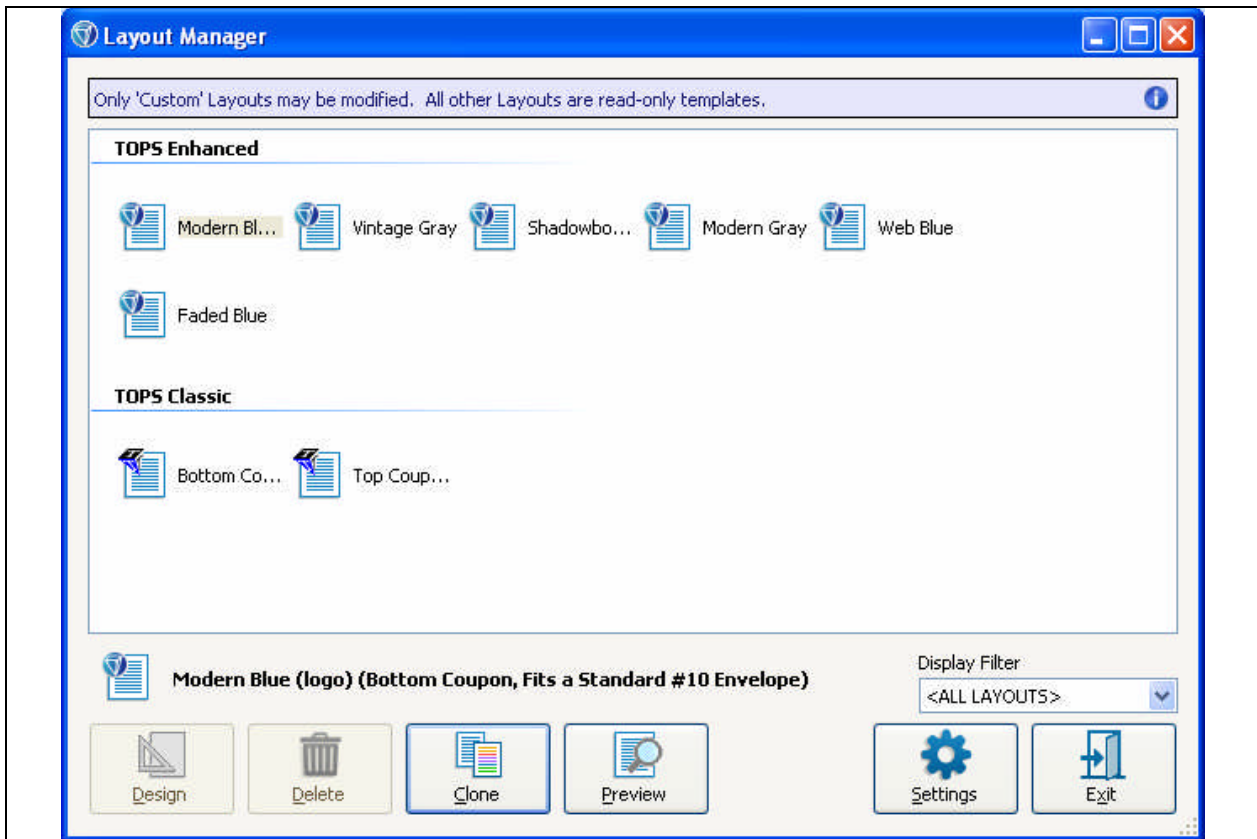 Layout Manager
Only 'Custom' Layouts may be modified. All other Layouts are read-only templates.
TOPS Enhanced
Modern Bl... Vintage Gray Shadowbo... Modern Gray Web Blue
Faded Blue
TOPS Classic
Bottom Co... Top Coup...
Display Filter
Modern Blue (logo) (Bottom Coupon, Fits a Standard #10 Envelope)
<ALL LAYOUTS>
Design Delete Clone Preview Settings Exit